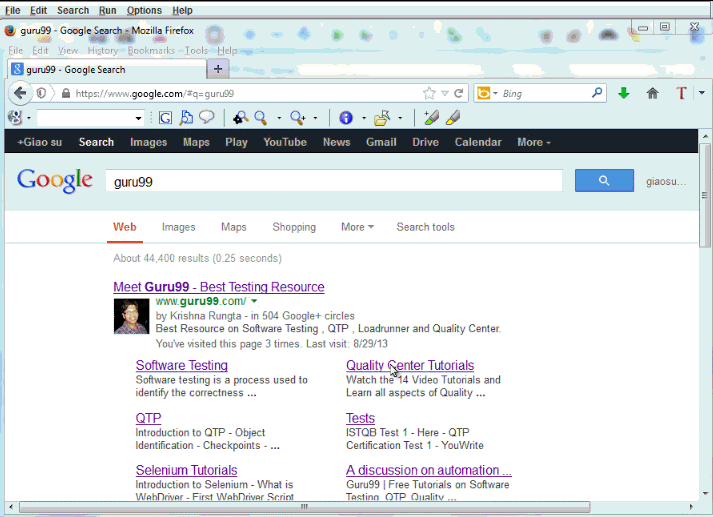 File Edit Search Run Options Help
guru99 - Google Search - Mozilla Firefox
File Edit View History Bookmarks Tools Help
guru99 - Google Search
https://www.google.com/#q=guru99 Bing
+Giao su Search Images Maps Play YouTube News Gmail Drive Calendar More
Google guru99 giaosu...
Web Images Maps Shopping More Search tools
About 44,400 results (0.25 seconds)
Meet Guru99 - Best Testing Resource
www.guru99.com/
by Krishna Rungta - in 504 Google+ circles
Best Resource on Software Testing , QTP , Loadrunner and Quality Center.
You've visited this page 3 times. Last visit: 8/29/13
Software Testing Quality Center Tutorials
Software testing is a process used to Watch the 14 Video Tutorials and
identify the correctness ... Learn all aspects of Quality ...
QTP Tests
Introduction to QTP - Object ISTQB Test 1 - Here - QTP
Identification - Checkpoints - ... Certification Test 1 - YouWrite
Selenium Tutorials A discussion on automation ...
Introduction to Selenium - What is Guru99 | Free Tutorials on Software
WebDriver - First WebDriver Script Testing, QTP, Quality ...